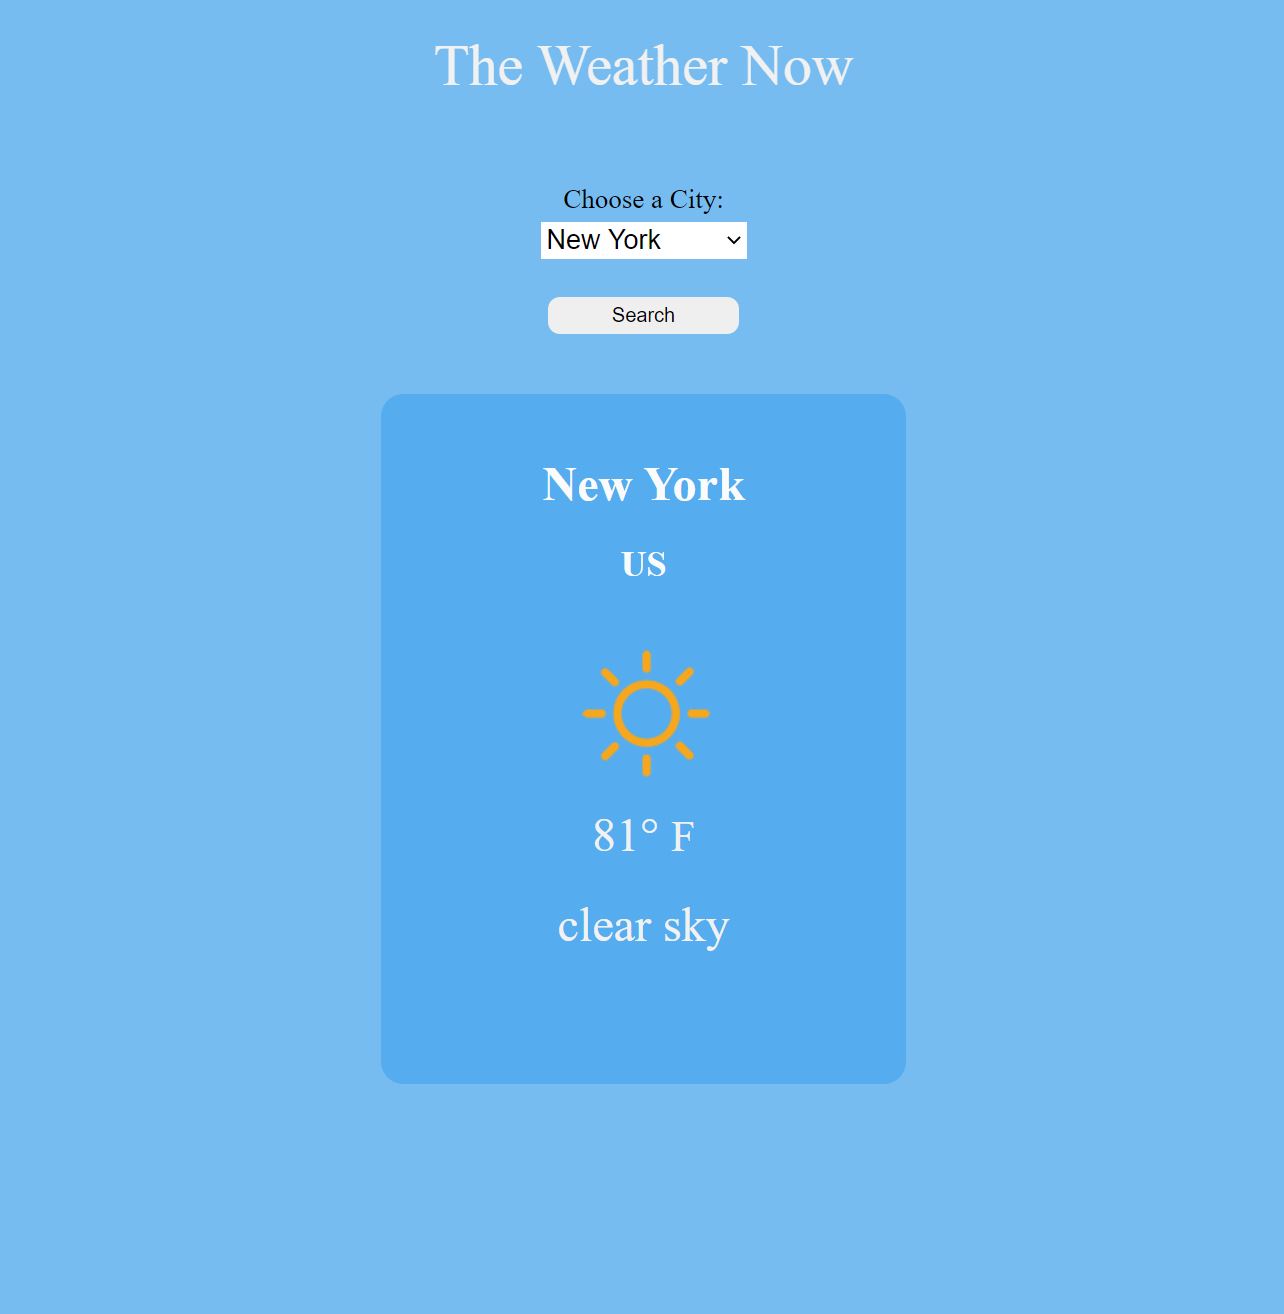 The Weather Now
Choose a City:
New York
Search
New York
US
81° F
clear sky